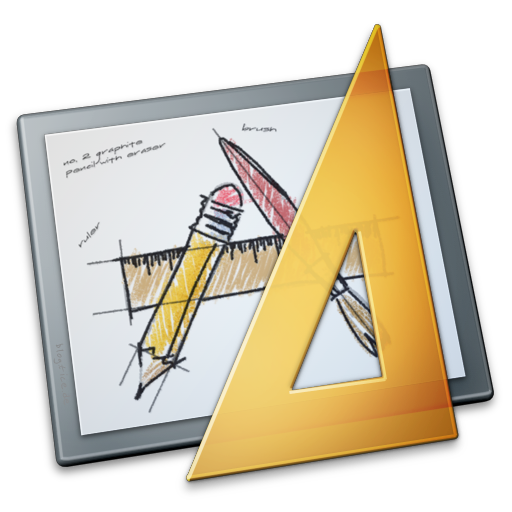 no. 2 graphite
pencil with eraser
brush
ruler